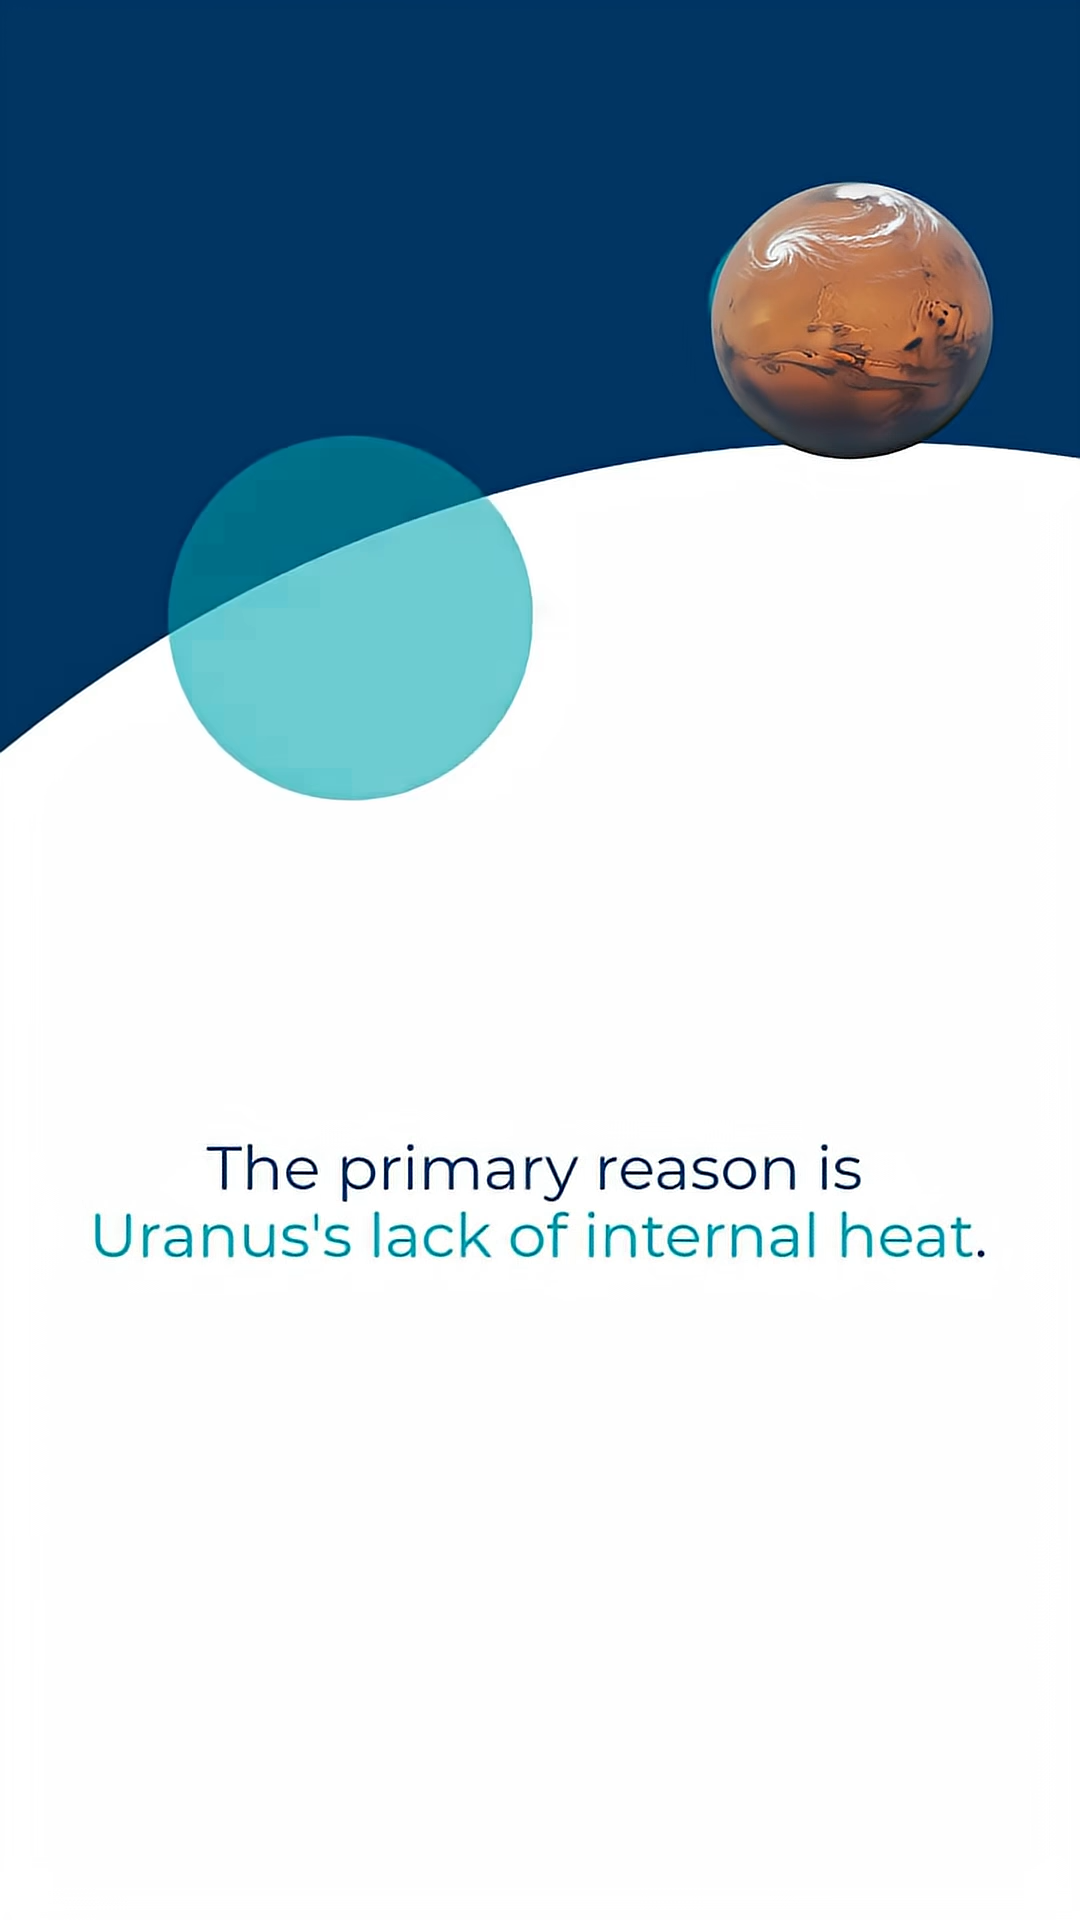 The primary reason is
Uranus's lack of internal heat.